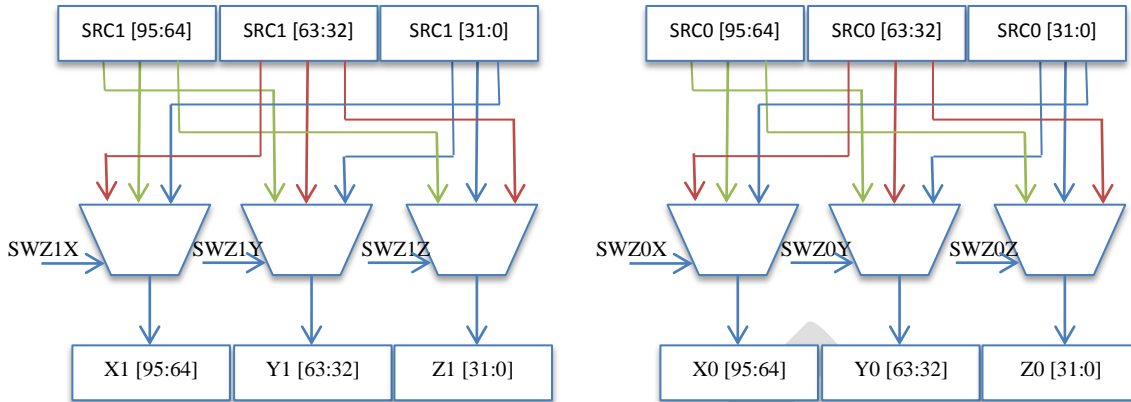 SRC1 [95:64] SRC1 [63:32] SRC1 [31:0] SRC0 [95:64] SRC0 [63:32] SRC0 [31:0]
SWZ1X SWZ1Y SWZ1Z SWZ0X SWZ0Y SWZ0Z
X1 [95:64] Y1 [63:32] Z1 [31:0] X0 [95:64] Y0 [63:32] Z0 [31:0]